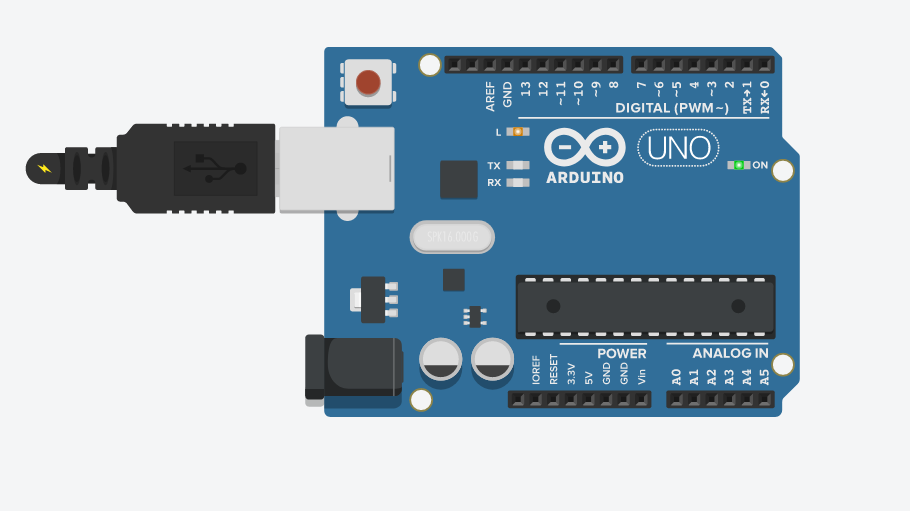 AREF
GND
13
12
~11
~10
~9
8
7
~6
~5
4
~3
2
TX→1
RX←0
DIGITAL (PWM~)
L
TX
RX
UNO
ON
ARDUINO
POWER
ANALOG IN
IOREF
RESET
3.3V
5V
GND
GND
Vin
A0
A1
A2
A3
A4
A5